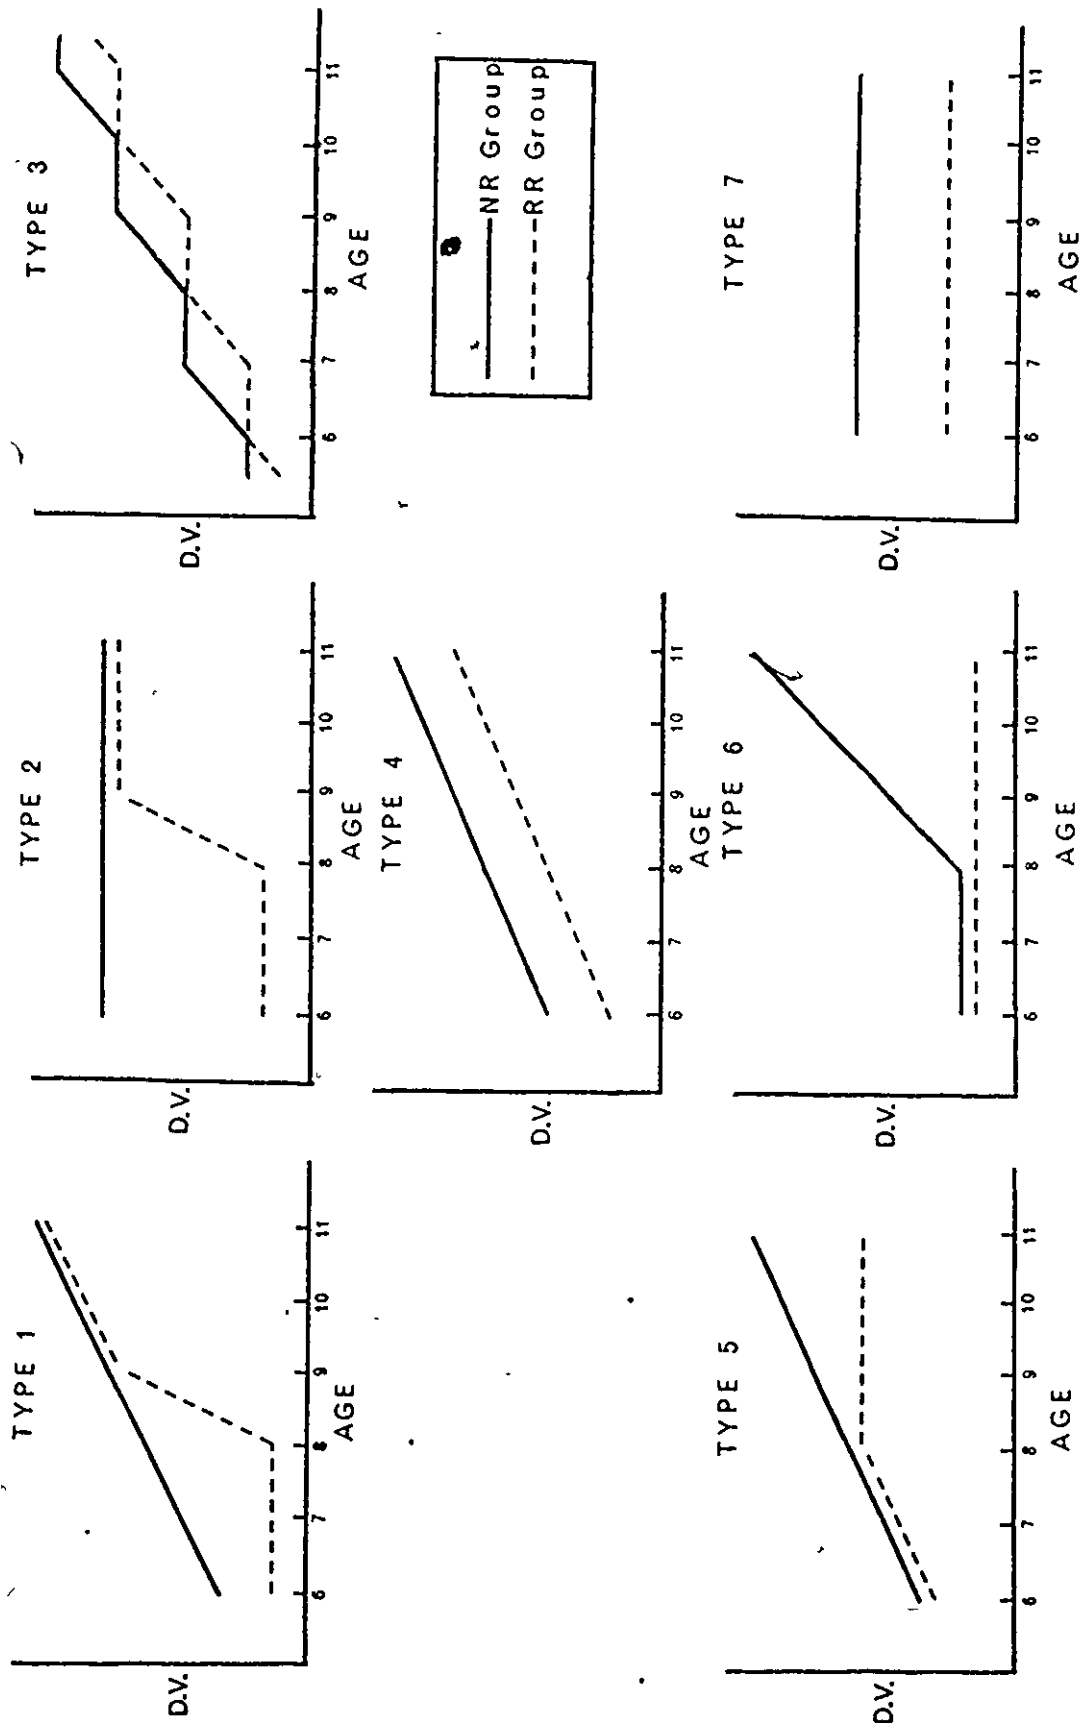 TYPE 1
D.V.
6 7 8 9 10 11
AGE
TYPE 2
D.V.
6 7 8 9 10 11
AGE
TYPE 3
D.V.
6 7 8 9 10 11
AGE
TYPE 4
D.V.
6 7 8 9 10 11
AGE
NR Group
RR Group
TYPE 5
D.V.
6 7 8 9 10 11
AGE
TYPE 6
D.V.
6 7 8 9 10 11
AGE
TYPE 7
D.V.
6 7 8 9 10 11
AGE